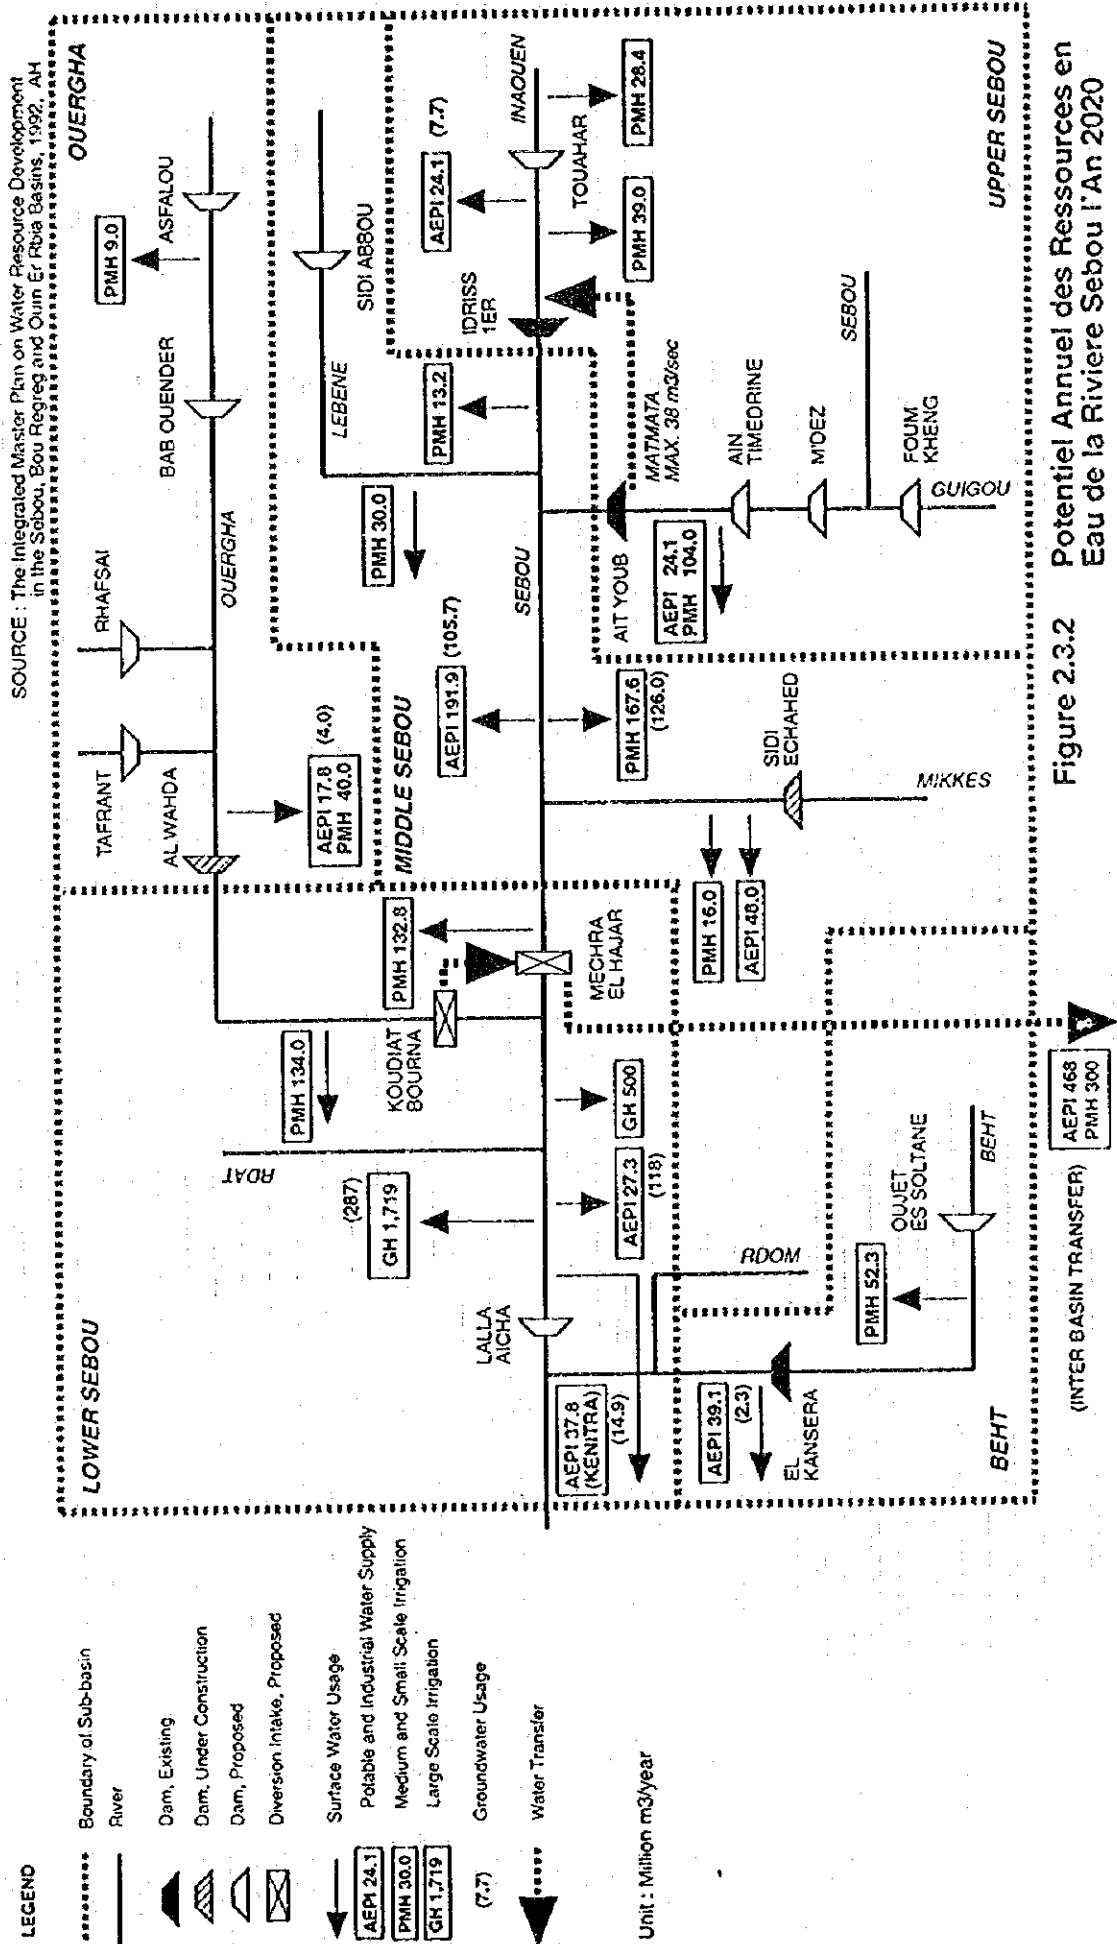 SOURCE : The Integrated Master Plan on Water Resource Development
in the Sebou, Bou Regreg and Oum Er Rbia Basins, 1992, AH
LEGEND
Boundary of Sub-basin
River
Dam, Existing
Dam, Under Construction
Dam, Proposed
Diversion Intake, Proposed
Surface Water Usage
AEPI 24.1
Potable and Industrial Water Supply
PMH 30.0
Medium and Small Scale Irrigation
GH 1,719
Large Scale Irrigation
(7.7)
Groundwater Usage
Water Transfer
Unit : Million m3/year
LOWER SEBOU
OUERGHA
TAFRANT
RHAFSAI
BAB OUENDER
ASFALOU
PMH 9.0
AL WAHDA
OUERGHA
AEPI 17.8
PMH 40.0
(4.0)
MIDDLE SEBOU
SIDI ABBOU
LEBENE
RDAT
PMH 134.0
KOUDIAT
BOURNA
PMH 132.8
(287)
GH 1,719
LALLA
AICHA
AEPI 191.9
(105.7)
PMH 30.0
PMH 13.2
IDRISS
1ER
AEPI 24.1
(7.7)
SEBOU
INAOUEN
TOUAHAR
PMH 39.0
PMH 28.4
MECHRA
EL HAJAR
GH 500
AEPI 27.3
(118)
AEPI 37.8
(KENITRA)
(14.9)
PMH 167.6
(126.0)
AIT YOUB
MATMATA
MAX. 38 m3/sec
AEPI 24.1
PMH 104.0
AIN
TIMEDRINE
M'DEZ
SEBOU
FOUM
KHENG
GUIGOU
UPPER SEBOU
SIDI
ECHAHED
MIKKES
PMH 16.0
AEPI 48.0
RDOM
AEPI 39.1
(2.3)
EL
KANSERA
PMH 52.3
OUJET
ES SOLTANE
BEHT
BEHT
(INTER BASIN TRANSFER)
AEPI 468
PMH 300
Figure 2.3.2
Potentiel Annuel des Ressources en
Eau de la Riviere Sebou l'An 2020